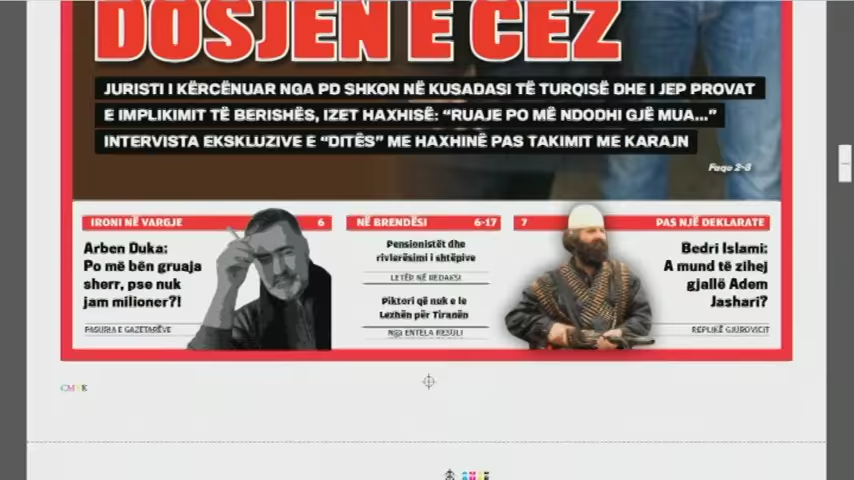 DOSJEN E CEZ
JURISTI I KËRCËNUAR NGA PD SHKON NË KUSADASI TË TURQISË DHE I JEP PROVAT
E IMPLIKIMIT TË BERISHËS, IZET HAXHISË: “RUAJE PO MË NDODHI GJË MUA...”
INTERVISTA EKSKLUZIVE E “DITËS” ME HAXHINË PAS TAKIMIT ME KARAJN
Faqe 2-3
IRONI NË VARGJE 6
Arben Duka:
Po më bën gruaja
sherr, pse nuk
jam milioner?!
PASURIA E GAZETARËVE
NË BRENDËSI 6-17
Pensionistët dhe
rivlerësimi i shtëpive
LETËR NË REDAKSI
Piktori që nuk e le
Lezhën për Tiranën
NGA ENTELA RESULI
7 PAS NJË DEKLARATE
Bedri Islami:
A mund të zihej
gjallë Adem
Jashari?
REPLIKË GJUROVICIT
CMYK